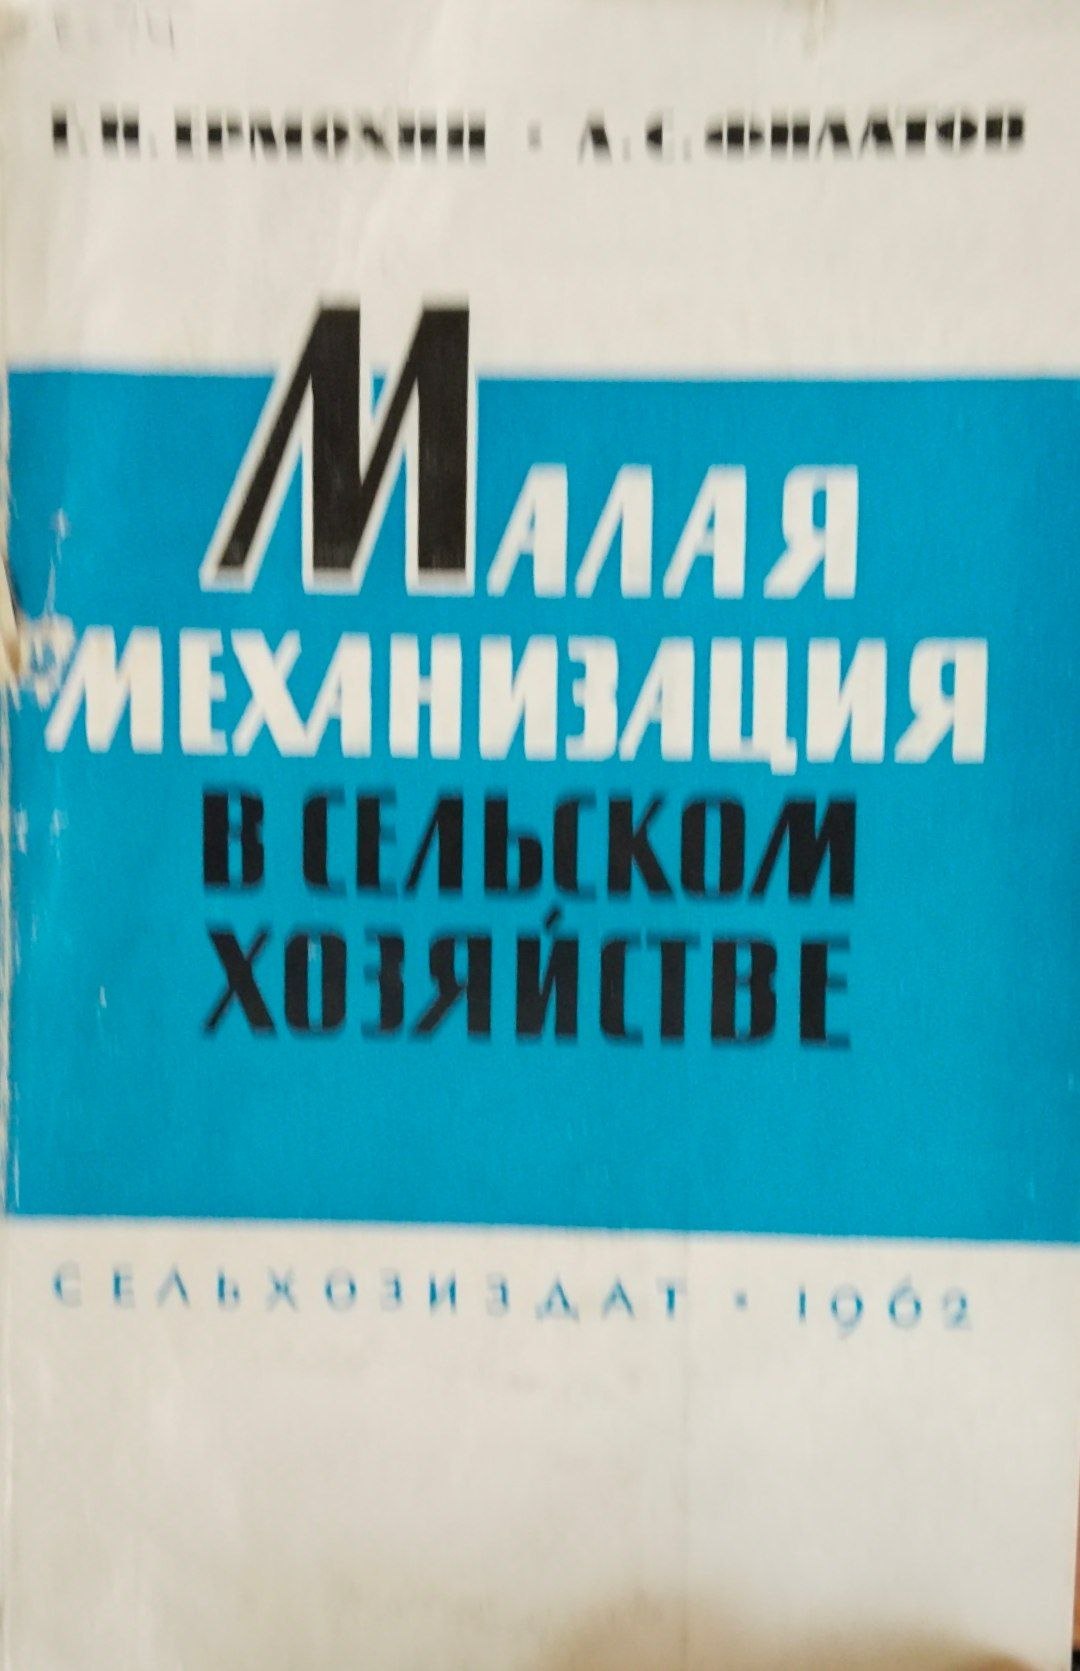 Г. И. ЕРМОХИН · А. С. ФИЛАТОВ
МАЛАЯ
МЕХАНИЗАЦИЯ
В СЕЛЬСКОМ
ХОЗЯЙСТВЕ
СЕЛЬХОЗИЗДАТ · 1962